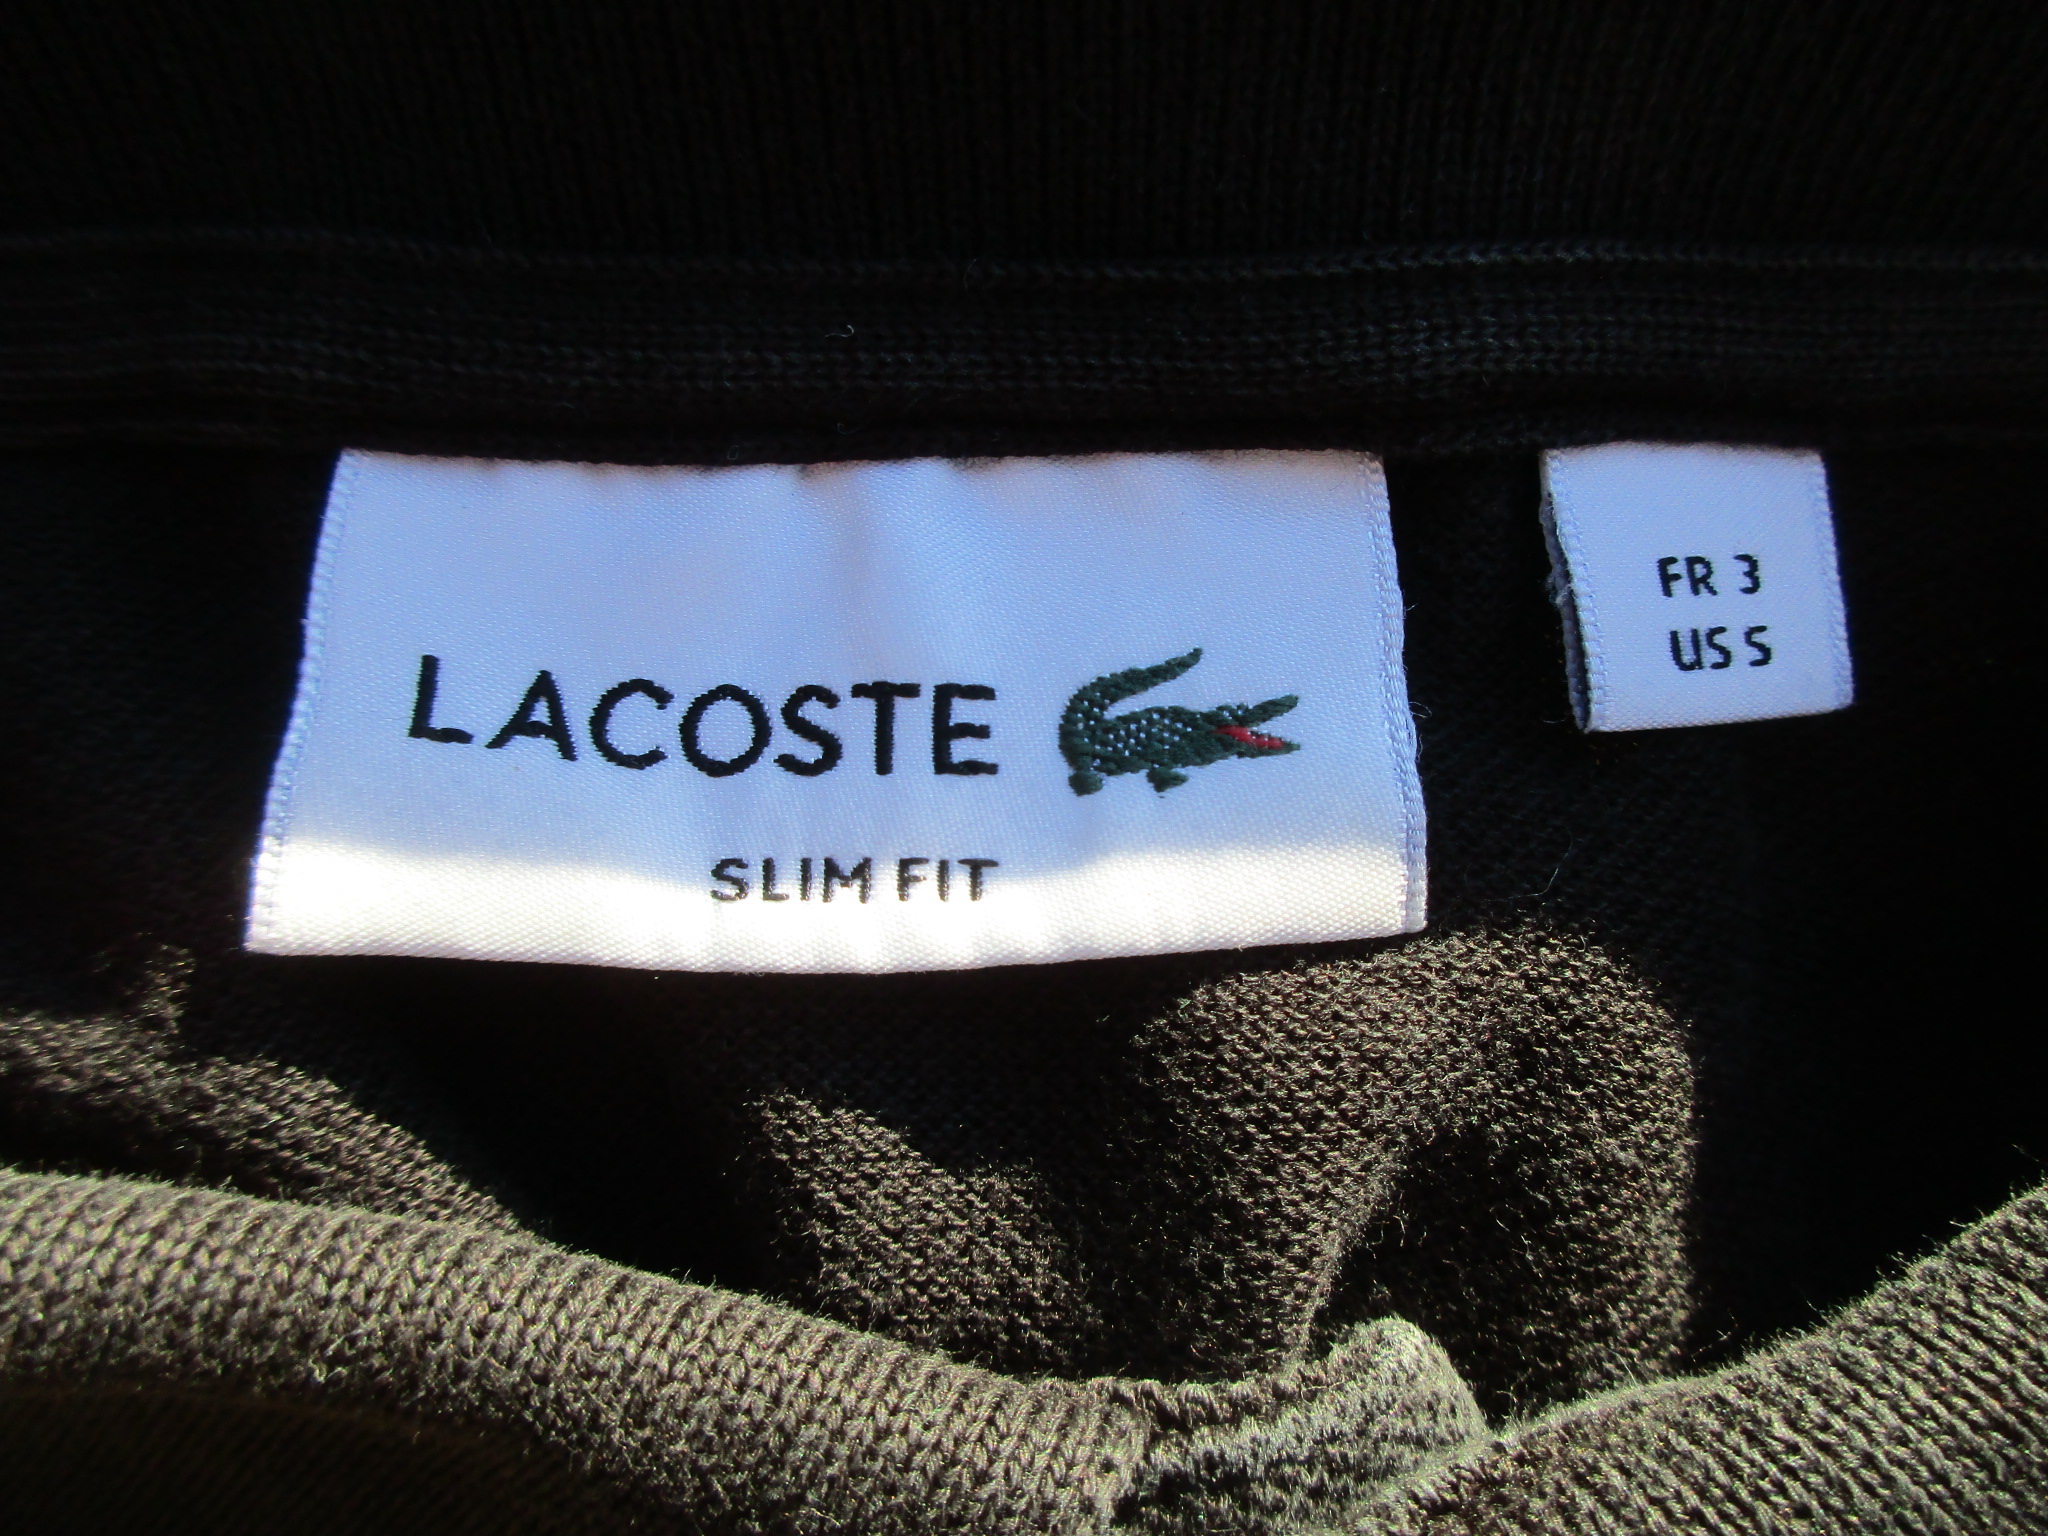 LACOSTE
SLIM FIT
FR 3
US S